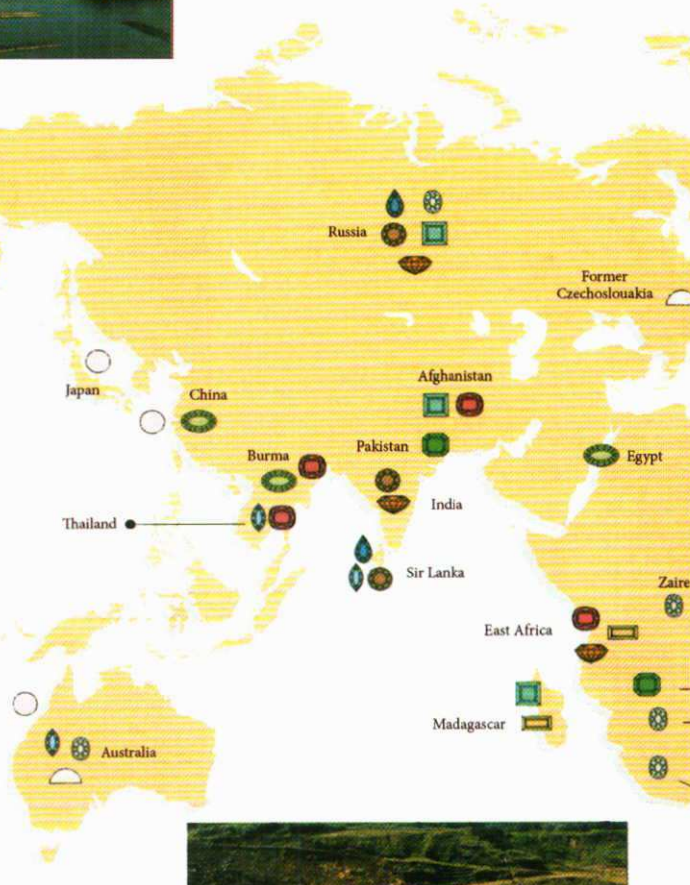 Russia
Former
Czechoslouakia
Afghanistan
Japan
China
Pakistan
Burma
Egypt
India
Thailand
Sir Lanka
Zaire
East Africa
Madagascar
Australia